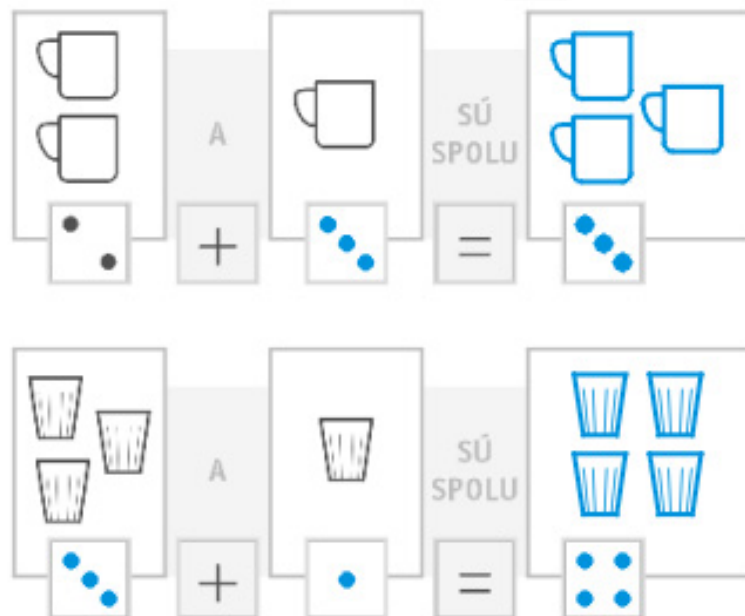 A
SÚ
SPOLU
+
=
A
SÚ
SPOLU
+
=